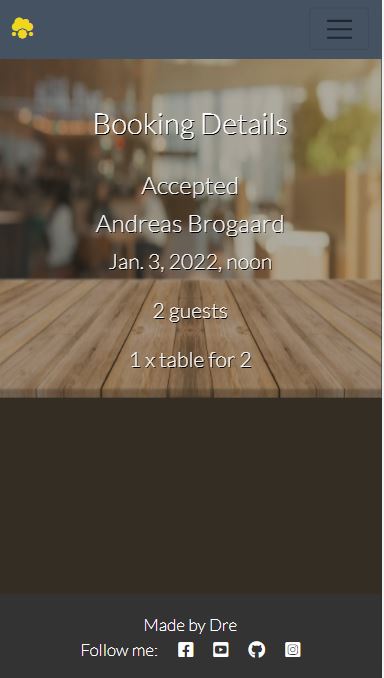 Booking Details
Accepted
Andreas Brogaard
Jan. 3, 2022, noon
2 guests
1 x table for 2
Made by Dre
Follow me: